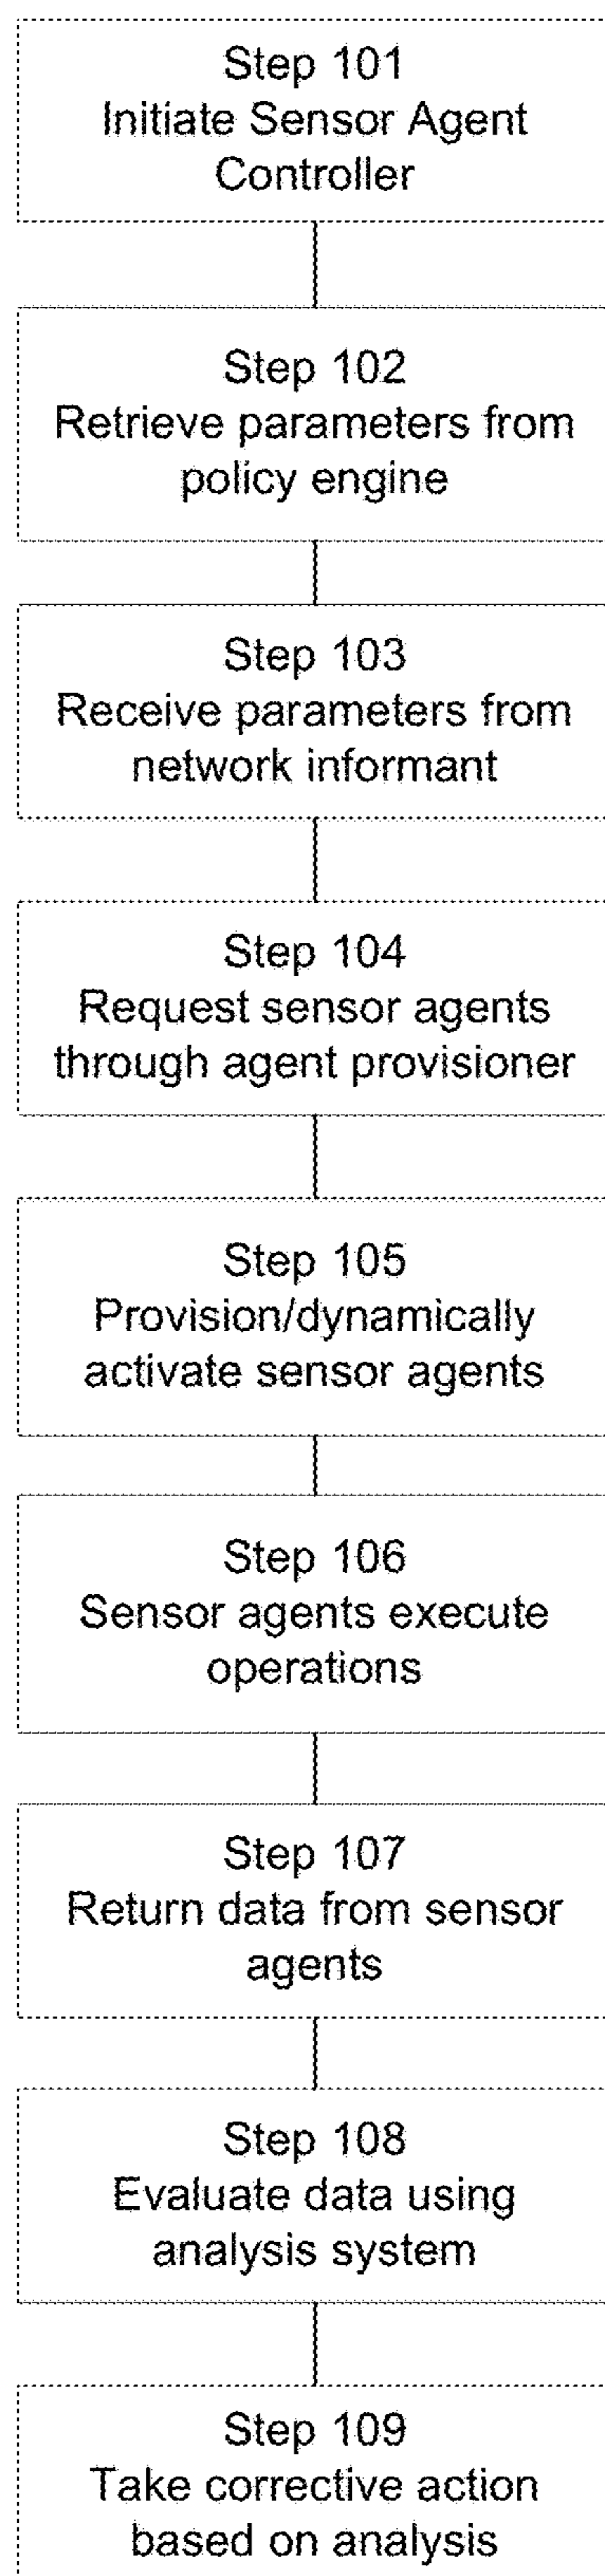 Step 101
Initiate Sensor Agent
Controller
Step 102
Retrieve parameters from
policy engine
Step 103
Receive parameters from
network informant
Step 104
Request sensor agents
through agent provisioner
Step 105
Provision/dynamically
activate sensor agents
Step 106
Sensor agents execute
operations
Step 107
Return data from sensor
agents
Step 108
Evaluate data using
analysis system
Step 109
Take corrective action
based on analysis